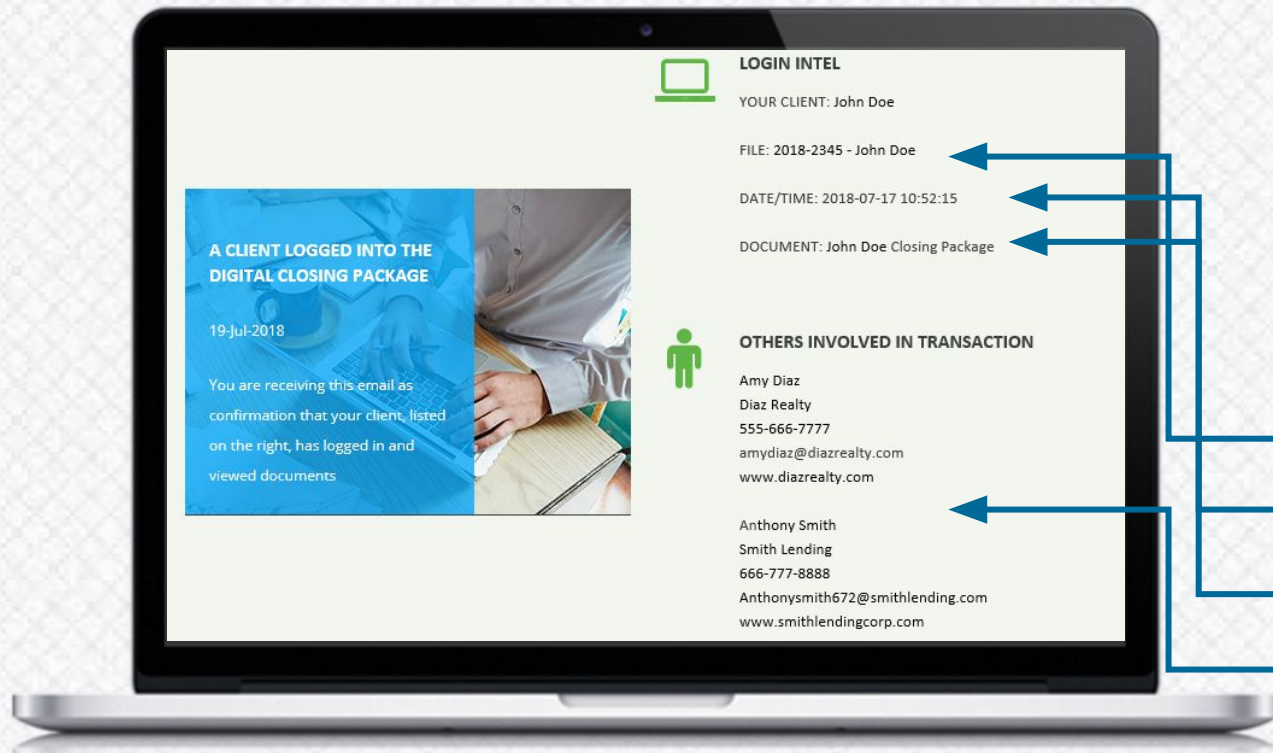 A CLIENT LOGGED INTO THE
DIGITAL CLOSING PACKAGE
19-Jul-2018
You are receiving this email as
confirmation that your client, listed
on the right, has logged in and
viewed documents
LOGIN INTEL
YOUR CLIENT: John Doe
FILE: 2018-2345 - John Doe
DATE/TIME: 2018-07-17 10:52:15
DOCUMENT: John Doe Closing Package
OTHERS INVOLVED IN TRANSACTION
Amy Diaz
Diaz Realty
555-666-7777
amydiaz@diazrealty.com
www.diazrealty.com
Anthony Smith
Smith Lending
666-777-8888
Anthonysmith672@smithlending.com
www.smithlendingcorp.com